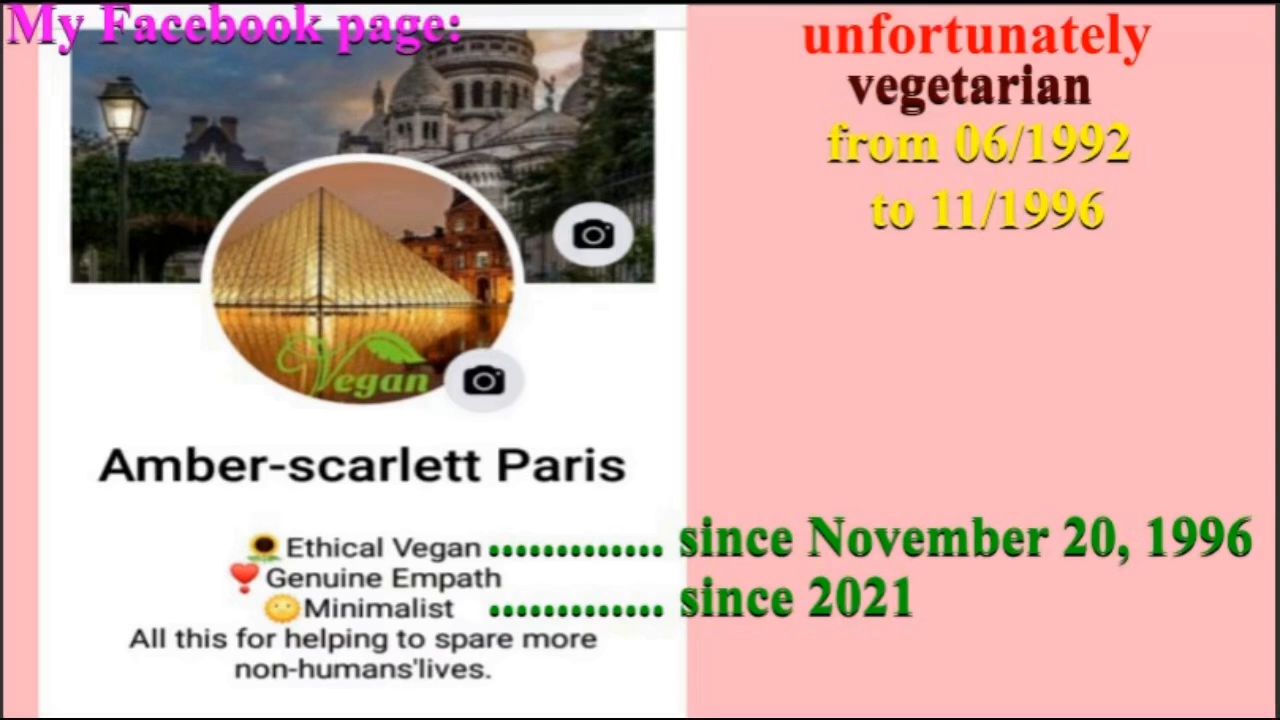 My Facebook page:
unfortunately
vegetarian
from 06/1992
to 11/1996
Vegan
Amber-scarlett Paris
🌻Ethical Vegan............. since November 20, 1996
❣️Genuine Empath
🌝Minimalist ............. since 2021
All this for helping to spare more
non-humans'lives.